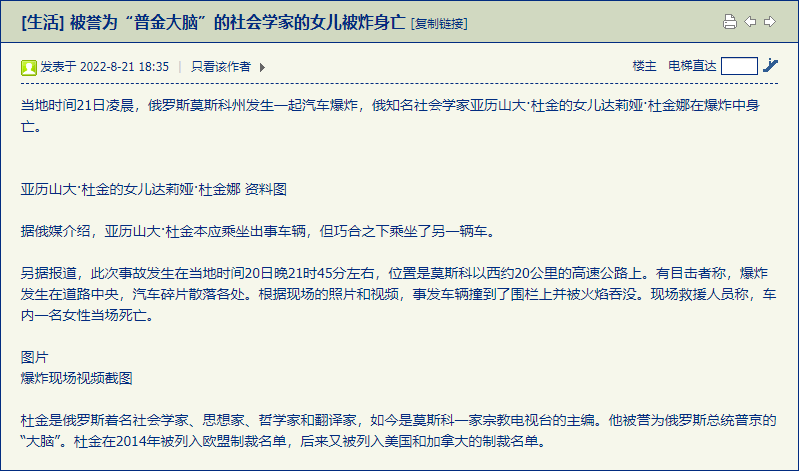 [生活] 被誉为“普金大脑”的社会学家的女儿被炸身亡 [复制链接]
发表于 2022-8-21 18:35 | 只看该作者
楼主 电梯直达
当地时间21日凌晨，俄罗斯莫斯科州发生一起汽车爆炸，俄知名社会学家亚历山大·杜金的女儿达莉娅·杜金娜在爆炸中身
亡。
亚历山大·杜金的女儿达莉娅·杜金娜 资料图
据俄媒介绍，亚历山大·杜金本应乘坐出事车辆，但巧合之下乘坐了另一辆车。
另据报道，此次事故发生在当地时间20日晚21时45分左右，位置是莫斯科以西约20公里的高速公路上。有目击者称，爆炸
发生在道路中央，汽车碎片散落各处。根据现场的照片和视频，事发车辆撞到了围栏上并被火焰吞没。现场救援人员称，车
内一名女性当场死亡。
图片
爆炸现场视频截图
杜金是俄罗斯着名社会学家、思想家、哲学家和翻译家，如今是莫斯科一家宗教电视台的主编。他被誉为俄罗斯总统普京的
“大脑”。杜金在2014年被列入欧盟制裁名单，后来又被列入美国和加拿大的制裁名单。